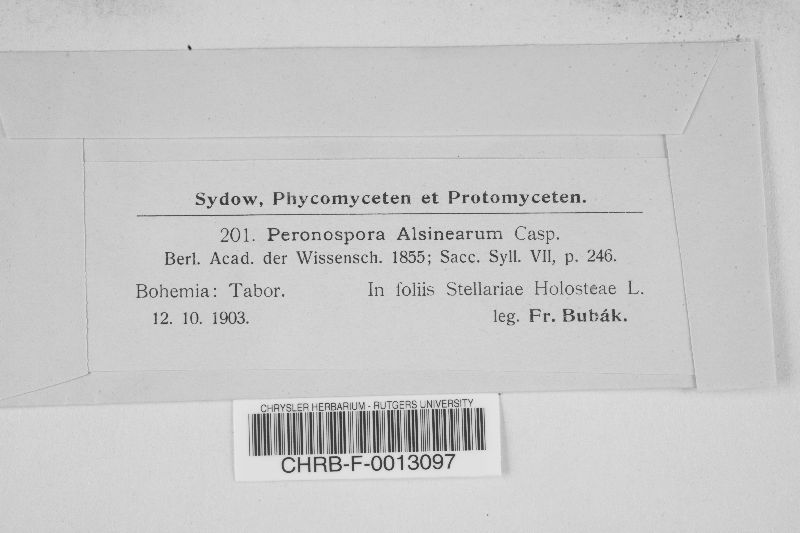 Sydow, Phycomyceten et Protomyceten.
201. Peronospora Alsinearum Casp.
Berl. Acad. der Wissensch. 1855; Sacc. Syll. VII, p. 246.
Bohemia: Tabor. In foliis Stellariae Holosteae L.
12. 10. 1903. leg. Fr. Bubák.
CHRYSLER HERBARIUM - RUTGERS UNIVERSITY
CHRB-F-0013097